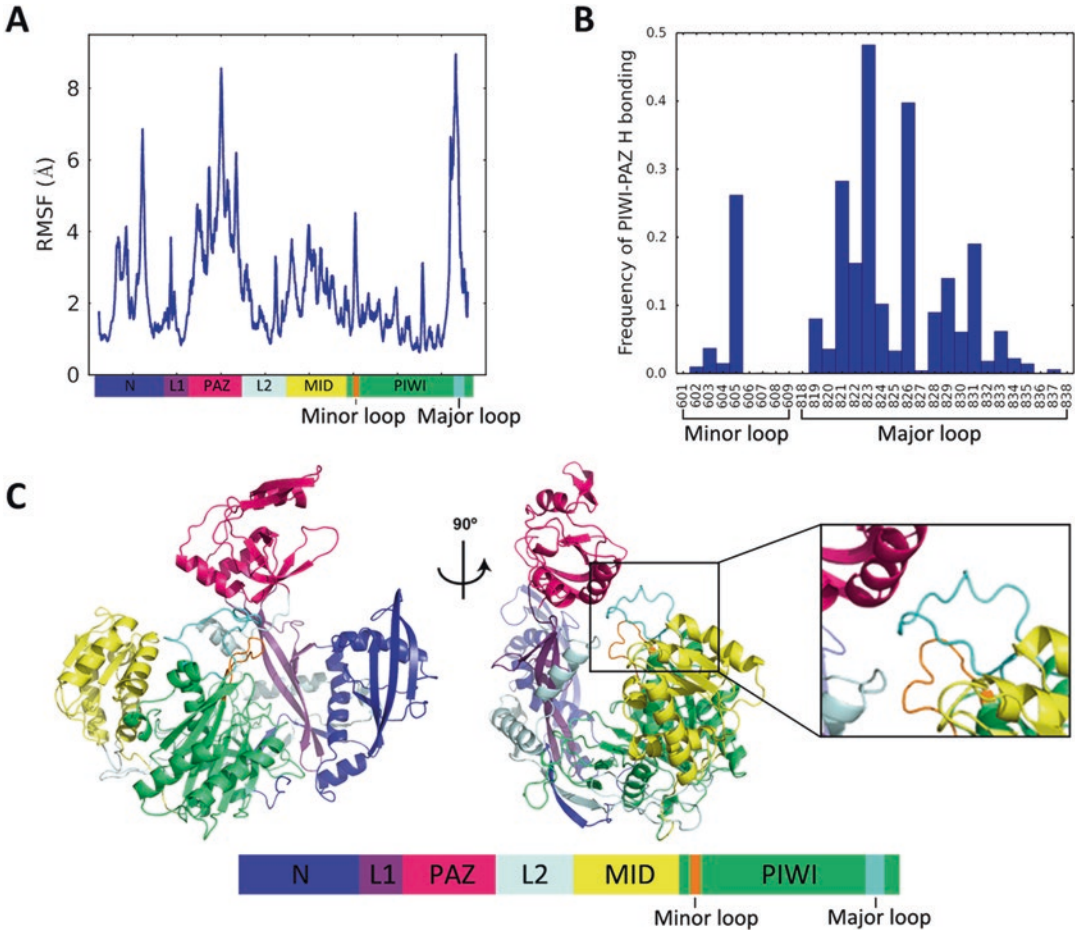 A
RMSF (Å)
8
6
4
2
0
N L1 PAZ L2 MID PIWI
Minor loop Major loop
B
Frequency of PIWI-PAZ H bonding
0.5
0.4
0.3
0.2
0.1
0.0
601 602 603 604 605 606 607 608 609 818 819 820 821 822 823 824 825 826 827 828 829 830 831 832 833 834 835 836 837 838
Minor loop Major loop
C
90º
N L1 PAZ L2 MID PIWI
Minor loop Major loop